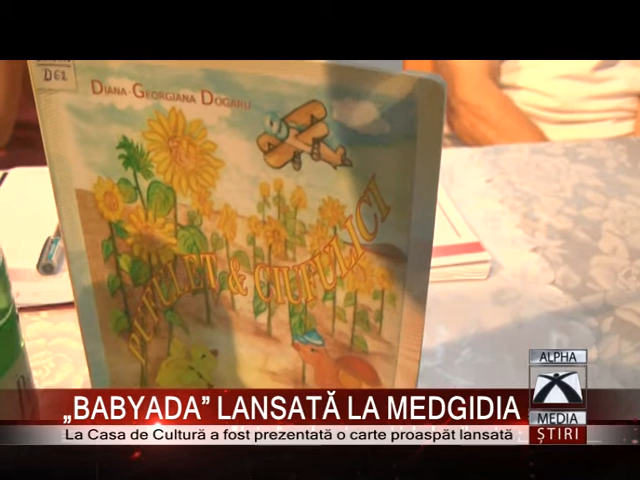 D62
DIANA-GEORGIANA DOGARU
PUFULEȚ & CIUFULICI
„BABYADA” LANSATĂ LA MEDGIDIA
La Casa de Cultură a fost prezentată o carte proaspăt lansată
ALPHA
MEDIA
ȘTIRI